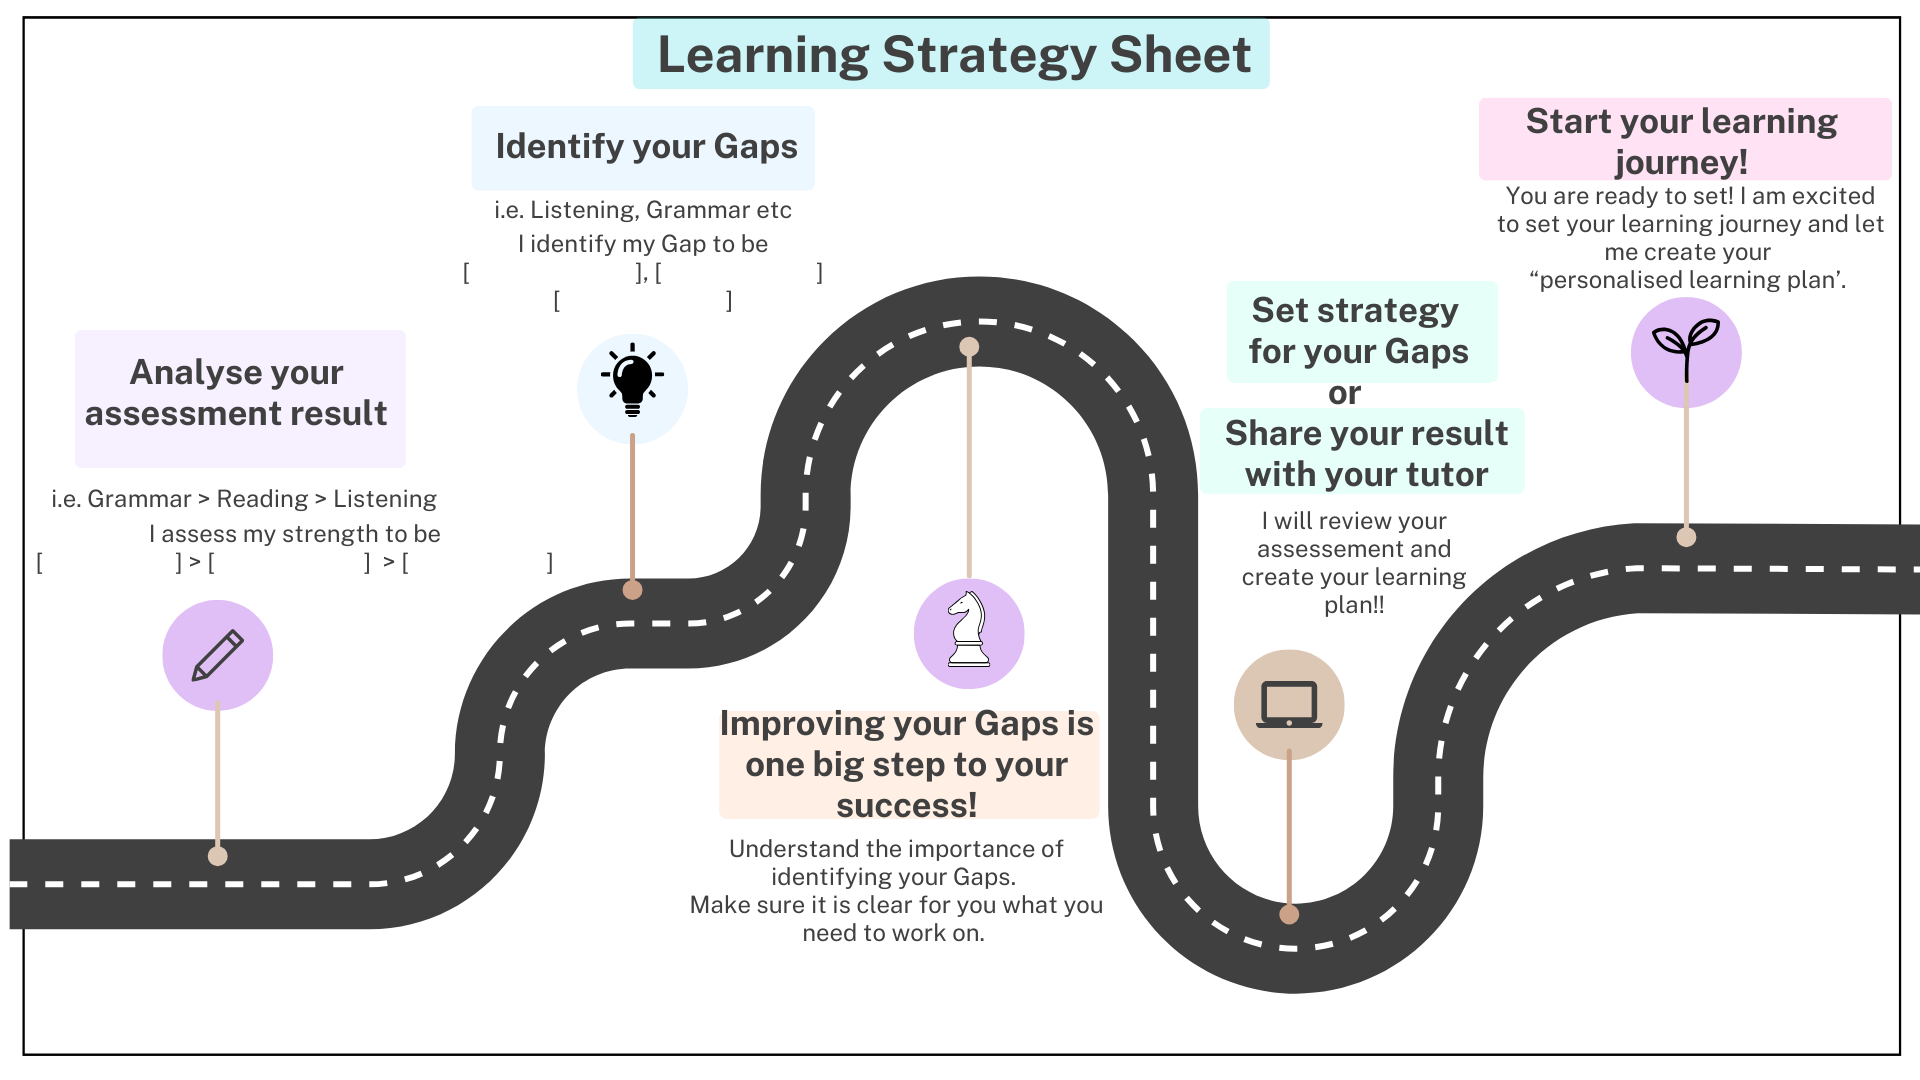 Learning Strategy Sheet
Analyse your
assessment result
i.e. Grammar > Reading > Listening
I assess my strength to be
[ ] > [ ] > [ ]
Identify your Gaps
i.e. Listening, Grammar etc
I identify my Gap to be
[ ], [ ]
[ ]
Improving your Gaps is
one big step to your
success!
Understand the importance of
identifying your Gaps.
Make sure it is clear for you what you
need to work on.
Set strategy
for your Gaps
or
Share your result
with your tutor
I will review your
assessement and
create your learning
plan!!
Start your learning
journey!
You are ready to set! I am excited
to set your learning journey and let
me create your
“personalised learning plan’.